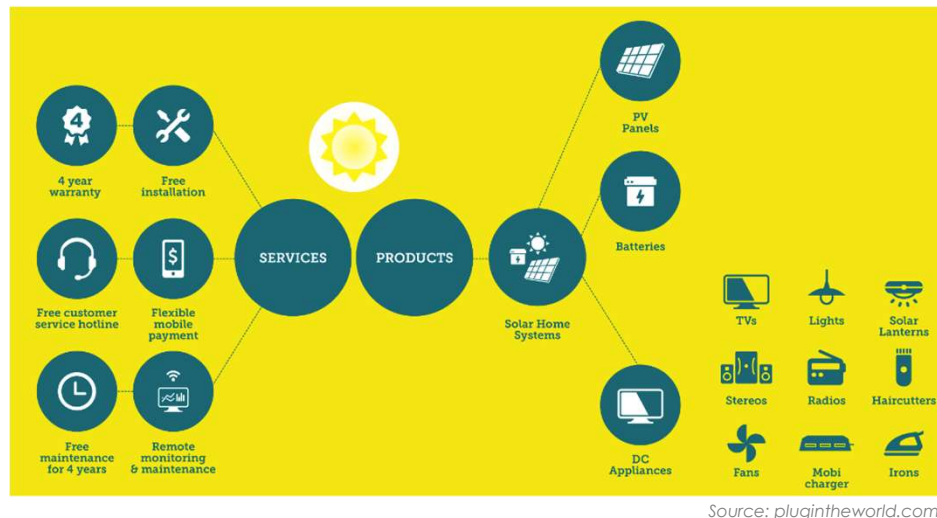 4
4 year
warranty
Free
installation
$
Free customer
service hotline
Flexible
mobile
payment
Free
maintenance
for 4 years
Remote
monitoring
& maintenance
SERVICES
PRODUCTS
Solar Home
Systems
PV
Panels
Batteries
DC
Appliances
TVs
Lights
Solar
Lanterns
Stereos
Radios
Haircutters
Fans
Mobi
charger
Irons
Source: plugintheworld.com